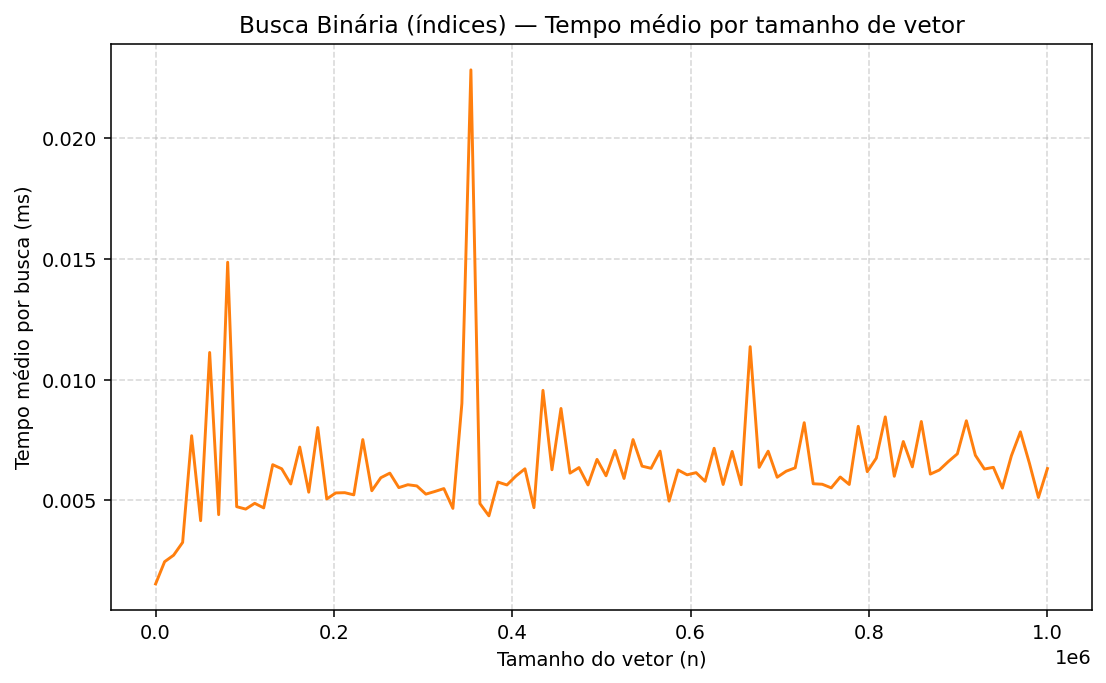 Busca Binária (índices) — Tempo médio por tamanho de vetor
Tempo médio por busca (ms)
0.020
0.015
0.010
0.005
0.0 0.2 0.4 0.6 0.8 1.0
1e6
Tamanho do vetor (n)